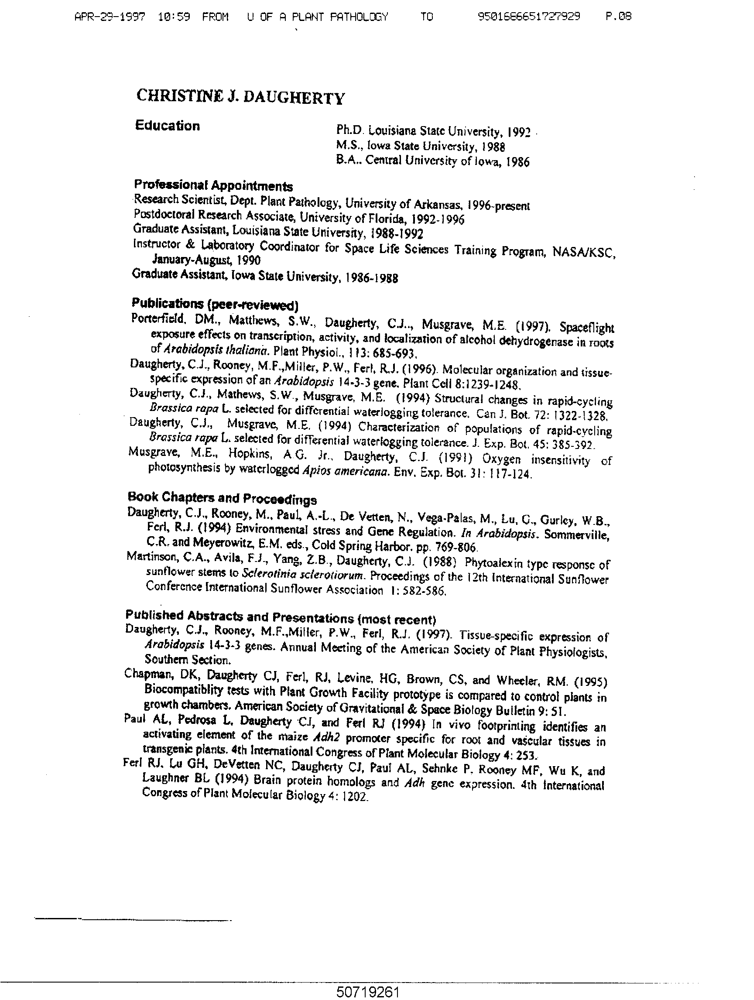 APR-29-1997 10:59 FROM U OF A PLANT PATHOLOGY TO 9501686651727929 P.08
CHRISTINE J. DAUGHERTY
Education
Ph.D. Louisiana State University, 1992
M.S., Iowa State University, 1988
B.A.. Central University of Iowa, 1986
Professional Appointments
Research Scientist, Dept. Plant Pathology, University of Arkansas, 1996-present
Postdoctoral Research Associate, University of Florida, 1992-1996
Graduate Assistant, Louisiana State University, 1988-1992
Instructor & Laboratory Coordinator for Space Life Sciences Training Program, NASA/KSC,
January-August, 1990
Graduate Assistant, Iowa State University, 1986-1988
Publications (peer-reviewed)
Porterfield, DM., Matthews, S.W., Daugherty, C.J.., Musgrave, M.E. (1997). Spaceflight
exposure effects on transcription, activity, and localization of alcohol dehydrogenase in roots
of Arabidopsis thaliana. Plant Physiol., 113: 685-693.
Daugherty, C.J., Rooney, M.F.,Miller, P.W., Ferl, R.J. (1996). Molecular organization and tissue-
specific expression of an Arabidopsis 14-3-3 gene. Plant Cell 8:1239-1248.
Daugherty, C.J., Mathews, S.W., Musgrave, M.E. (1994) Structural changes in rapid-cycling
Brassica rapa L. selected for differential waterlogging tolerance. Can J. Bot. 72: 1322-1328.
Daugherty, C.J., Musgrave, M.E. (1994) Characterization of populations of rapid-cycling
Brassica rapa L. selected for differential waterlogging tolerance. J. Exp. Bot. 45: 385-392.
Musgrave, M.E., Hopkins, A.G. Jr., Daugherty, C.J. (1991) Oxygen insensitivity of
photosynthesis by waterlogged Apios americana. Env. Exp. Bot. 31: 117-124.
Book Chapters and Proceedings
Daugherty, C.J., Rooney, M., Paul, A.-L., De Vetten, N., Vega-Palas, M., Lu, G., Gurley, W.B.,
Ferl, R.J. (1994) Environmental stress and Gene Regulation. In Arabidopsis. Sommerville,
C.R. and Meyerowitz, E.M. eds., Cold Spring Harbor. pp. 769-806.
Martinson, C.A., Avila, F.J., Yang, Z.B., Daugherty, C.J. (1988) Phytoalexin type response of
sunflower stems to Sclerotinia sclerotiorum. Proceedings of the 12th International Sunflower
Conference International Sunflower Association 1: 582-586.
Published Abstracts and Presentations (most recent)
Daugherty, C.J., Rooney, M.F.,Miller, P.W., Ferl, R.J. (1997). Tissue-specific expression of
Arabidopsis 14-3-3 genes. Annual Meeting of the American Society of Plant Physiologists,
Southern Section.
Chapman, DK, Daugherty CJ, Ferl, RJ, Levine, HG, Brown, CS, and Wheeler, RM. (1995)
Biocompatiblity tests with Plant Growth Facility prototype is compared to control plants in
growth chambers. American Society of Gravitational & Space Biology Bulletin 9: 51.
Paul AL, Pedrosa L, Daugherty CJ, and Ferl RJ (1994) In vivo footprinting identifies an
activating element of the maize Adh2 promoter specific for root and vascular tissues in
transgenic plants. 4th International Congress of Plant Molecular Biology 4: 253.
Ferl RJ, Lu GH, DeVetten NC, Daugherty CJ, Paul AL, Sehnke P. Rooney MF, Wu K, and
Laughner BL (1994) Brain protein homologs and Adh gene expression. 4th International
Congress of Plant Molecular Biology 4: 1202.
50719261